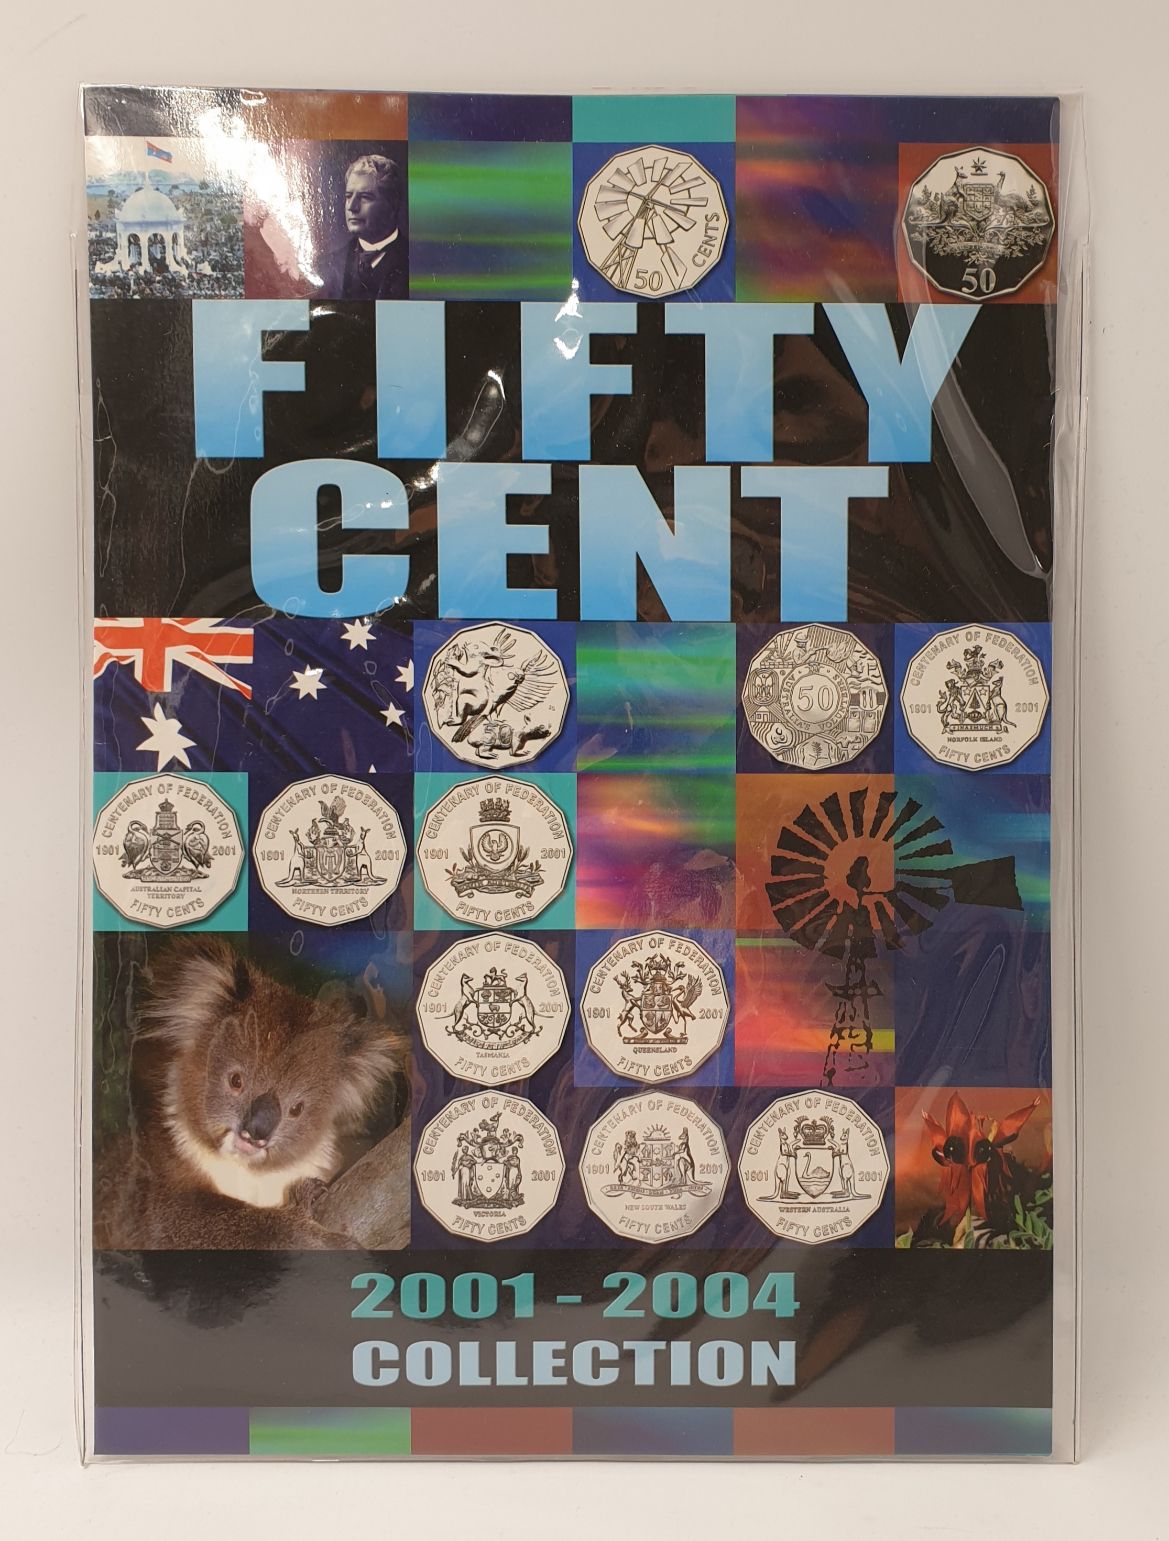 50 CENTS
50
FIFTY
CENT
50
AUSTRALIAN VOLUNTEERS
CENTENARY OF FEDERATION
1901 2001
NORFOLK ISLAND
FIFTY CENTS
CENTENARY OF FEDERATION
1901 2001
AUSTRALIAN CAPITAL
TERRITORY
FIFTY CENTS
CENTENARY OF FEDERATION
1901 2001
NORTHERN TERRITORY
FIFTY CENTS
CENTENARY OF FEDERATION
1901 2001
FIFTY CENTS
CENTENARY OF FEDERATION
1901 2001
TASMANIA
FIFTY CENTS
CENTENARY OF FEDERATION
1901 2001
QUEENSLAND
FIFTY CENTS
CENTENARY OF FEDERATION
1901 2001
VICTORIA
FIFTY CENTS
CENTENARY OF FEDERATION
1901 2001
NEW SOUTH WALES
FIFTY CENTS
CENTENARY OF FEDERATION
1901 2001
WESTERN AUSTRALIA
FIFTY CENTS
2001 - 2004
COLLECTION